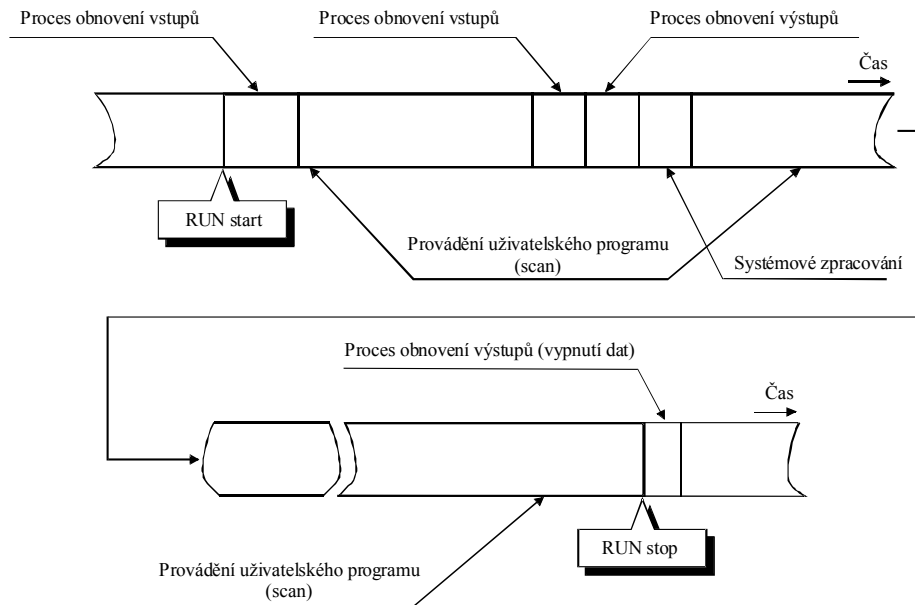 Proces obnovení vstupů
Proces obnovení vstupů
Proces obnovení výstupů
Čas
RUN start
Provádění uživatelského programu
(scan)
Systémové zpracování
Proces obnovení výstupů (vypnutí dat)
Čas
RUN stop
Provádění uživatelského programu
(scan)